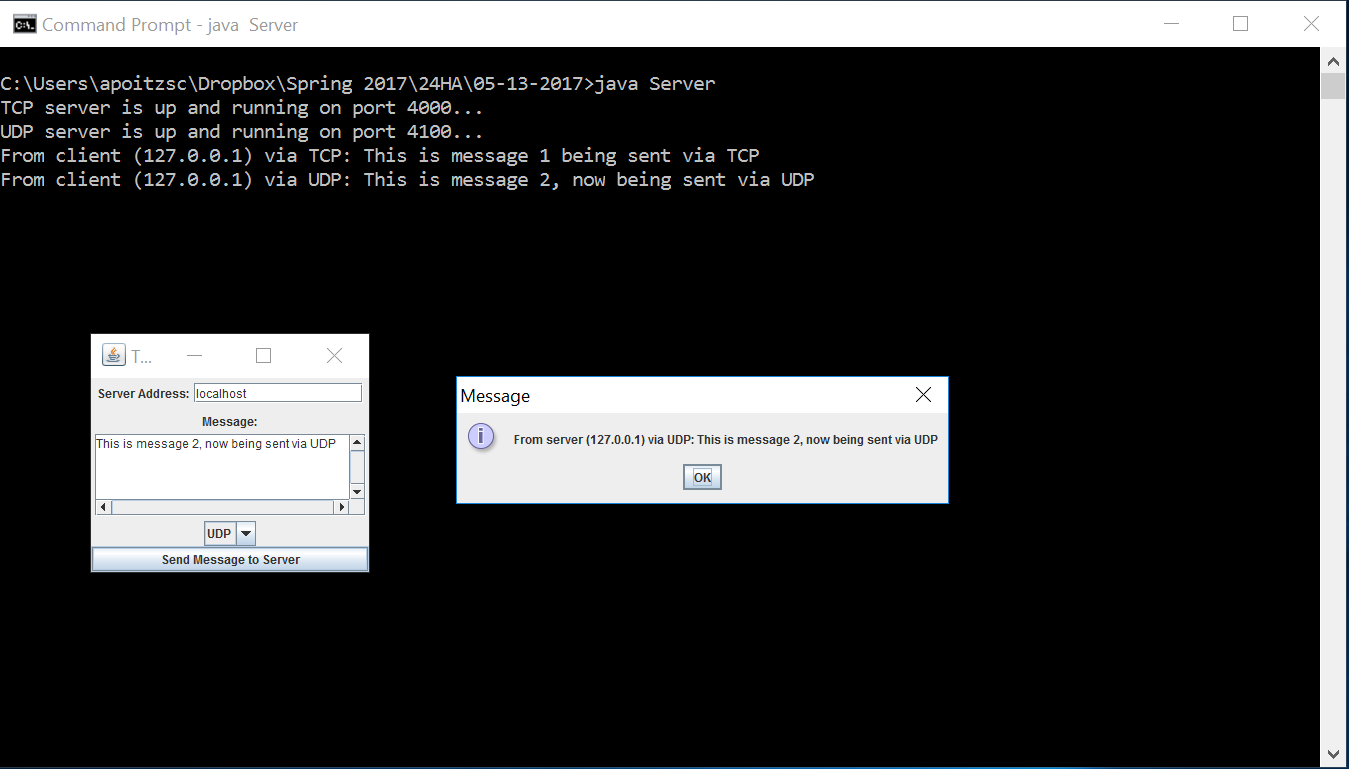 Command Prompt - java  Server
C:\Users\apoitzsc\Dropbox\Spring 2017\24HA\05-13-2017>java Server
TCP server is up and running on port 4000...
UDP server is up and running on port 4100...
From client (127.0.0.1) via TCP: This is message 1 being sent via TCP
From client (127.0.0.1) via UDP: This is message 2, now being sent via UDP
T...
Server Address: localhost
Message:
This is message 2, now being sent via UDP
UDP
Send Message to Server
Message
From server (127.0.0.1) via UDP: This is message 2, now being sent via UDP
OK